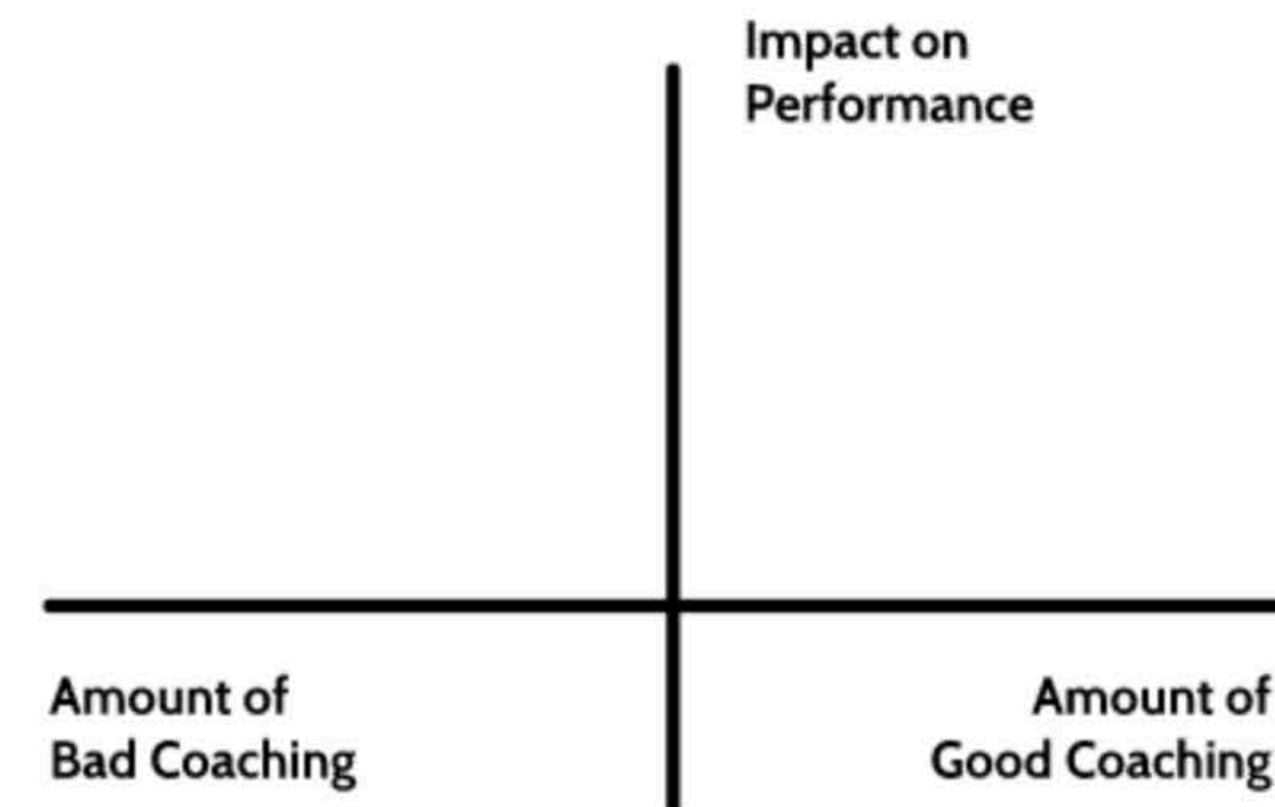 Impact on
Performance
Amount of
Bad Coaching
Amount of
Good Coaching